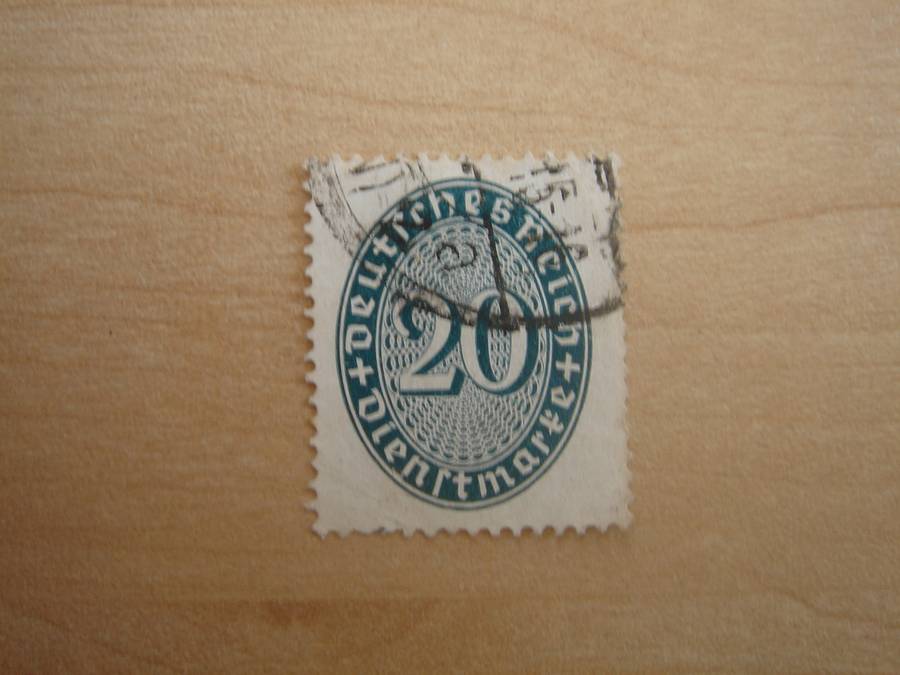 Deutsches Reich
20
Dienstmarke